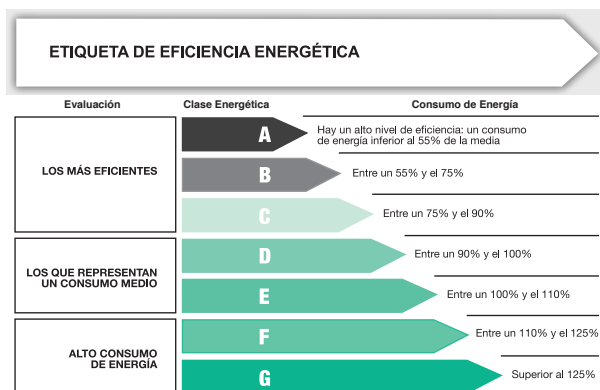 ETIQUETA DE EFICIENCIA ENERGÉTICA
Evaluación Clase Energética Consumo de Energía
LOS MÁS EFICIENTES
A Hay un alto nivel de eficiencia: un consumo
de energía inferior al 55% de la media
B Entre un 55% y el 75%
C Entre un 75% y el 90%
LOS QUE REPRESENTAN
UN CONSUMO MEDIO
D Entre un 90% y el 100%
E Entre un 100% y el 110%
ALTO CONSUMO
DE ENERGÍA
F Entre un 110% y el 125%
G Superior al 125%